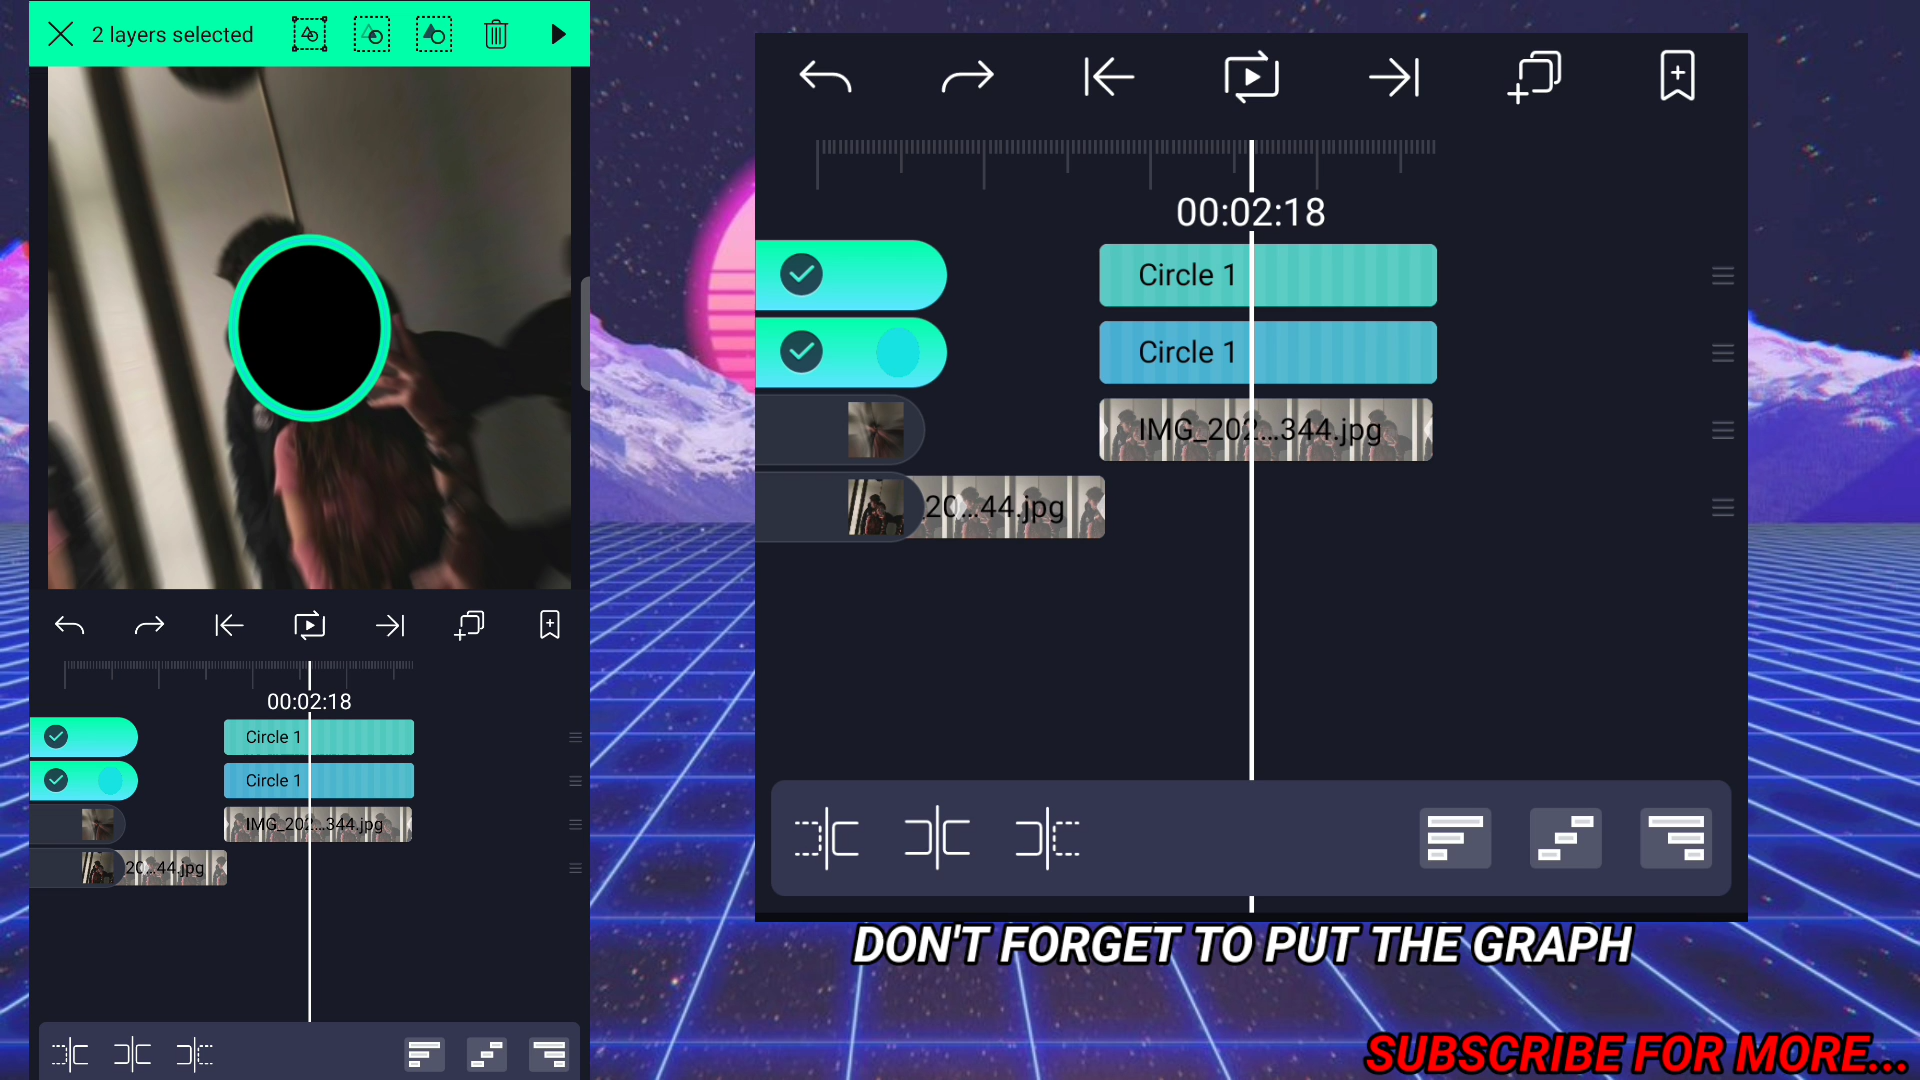 2 layers selected
00:02:18
Circle 1
Circle 1
IMG_202...344.jpg
20...44.jpg
00:02:18
Circle 1
Circle 1
IMG_202...344.jpg
20...44.jpg
DON'T FORGET TO PUT THE GRAPH
SUBSCRIBE FOR MORE...